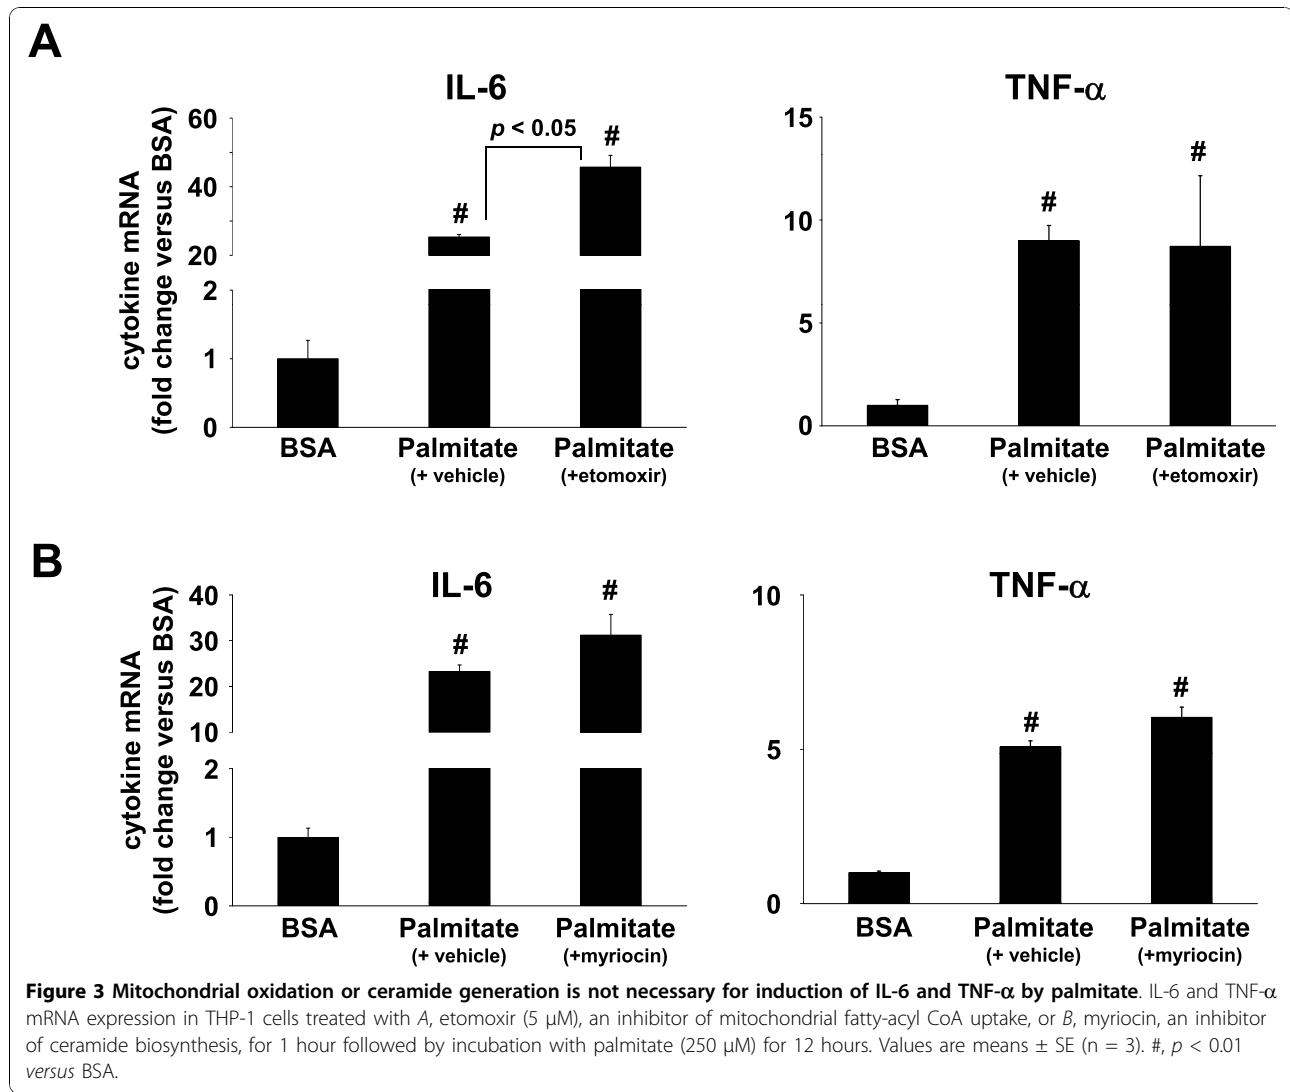 A
IL-6
TNF-α
cytokine mRNA
(fold change versus BSA)
60
40
20
2
1
0
p < 0.05
#
#
BSA
Palmitate
(+ vehicle)
Palmitate
(+etomoxir)
15
10
5
0
#
#
BSA
Palmitate
(+ vehicle)
Palmitate
(+etomoxir)
B
IL-6
TNF-α
cytokine mRNA
(fold change versus BSA)
40
30
20
10
2
1
0
#
#
BSA
Palmitate
(+ vehicle)
Palmitate
(+myriocin)
10
5
0
#
#
BSA
Palmitate
(+ vehicle)
Palmitate
(+myriocin)
Figure 3 Mitochondrial oxidation or ceramide generation is not necessary for induction of IL-6 and TNF-α by palmitate. IL-6 and TNF-α
mRNA expression in THP-1 cells treated with A, etomoxir (5 μM), an inhibitor of mitochondrial fatty-acyl CoA uptake, or B, myriocin, an inhibitor
of ceramide biosynthesis, for 1 hour followed by incubation with palmitate (250 μM) for 12 hours. Values are means ± SE (n = 3). #, p < 0.01
versus BSA.